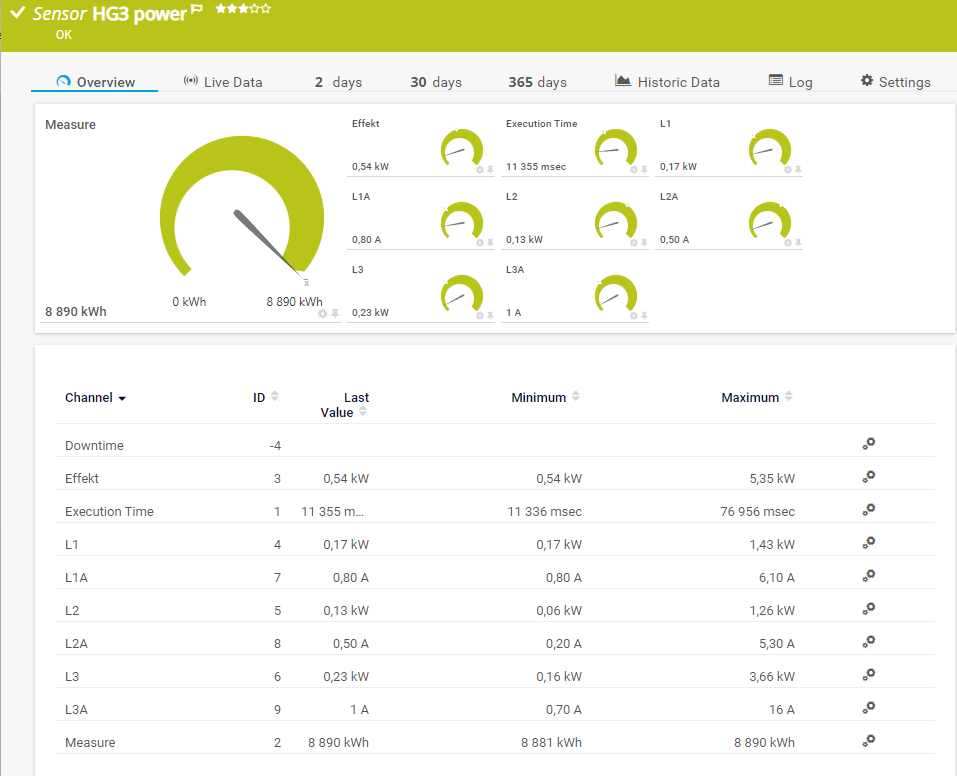 Sensor HG3 power
OK
Overview Live Data 2 days 30 days 365 days Historic Data Log Settings
Measure
0 kWh 8 890 kWh
8 890 kWh
Effekt
0,54 kW
Execution Time
11 355 msec
L1
0,17 kW
L1A
0,80 A
L2
0,13 kW
L2A
0,50 A
L3
0,23 kW
L3A
1 A
Channel ID Last Value Minimum Maximum
Downtime -4
Effekt 3 0,54 kW 0,54 kW 5,35 kW
Execution Time 1 11 355 m... 11 336 msec 76 956 msec
L1 4 0,17 kW 0,17 kW 1,43 kW
L1A 7 0,80 A 0,80 A 6,10 A
L2 5 0,13 kW 0,06 kW 1,26 kW
L2A 8 0,50 A 0,20 A 5,30 A
L3 6 0,23 kW 0,16 kW 3,66 kW
L3A 9 1 A 0,70 A 16 A
Measure 2 8 890 kWh 8 881 kWh 8 890 kWh